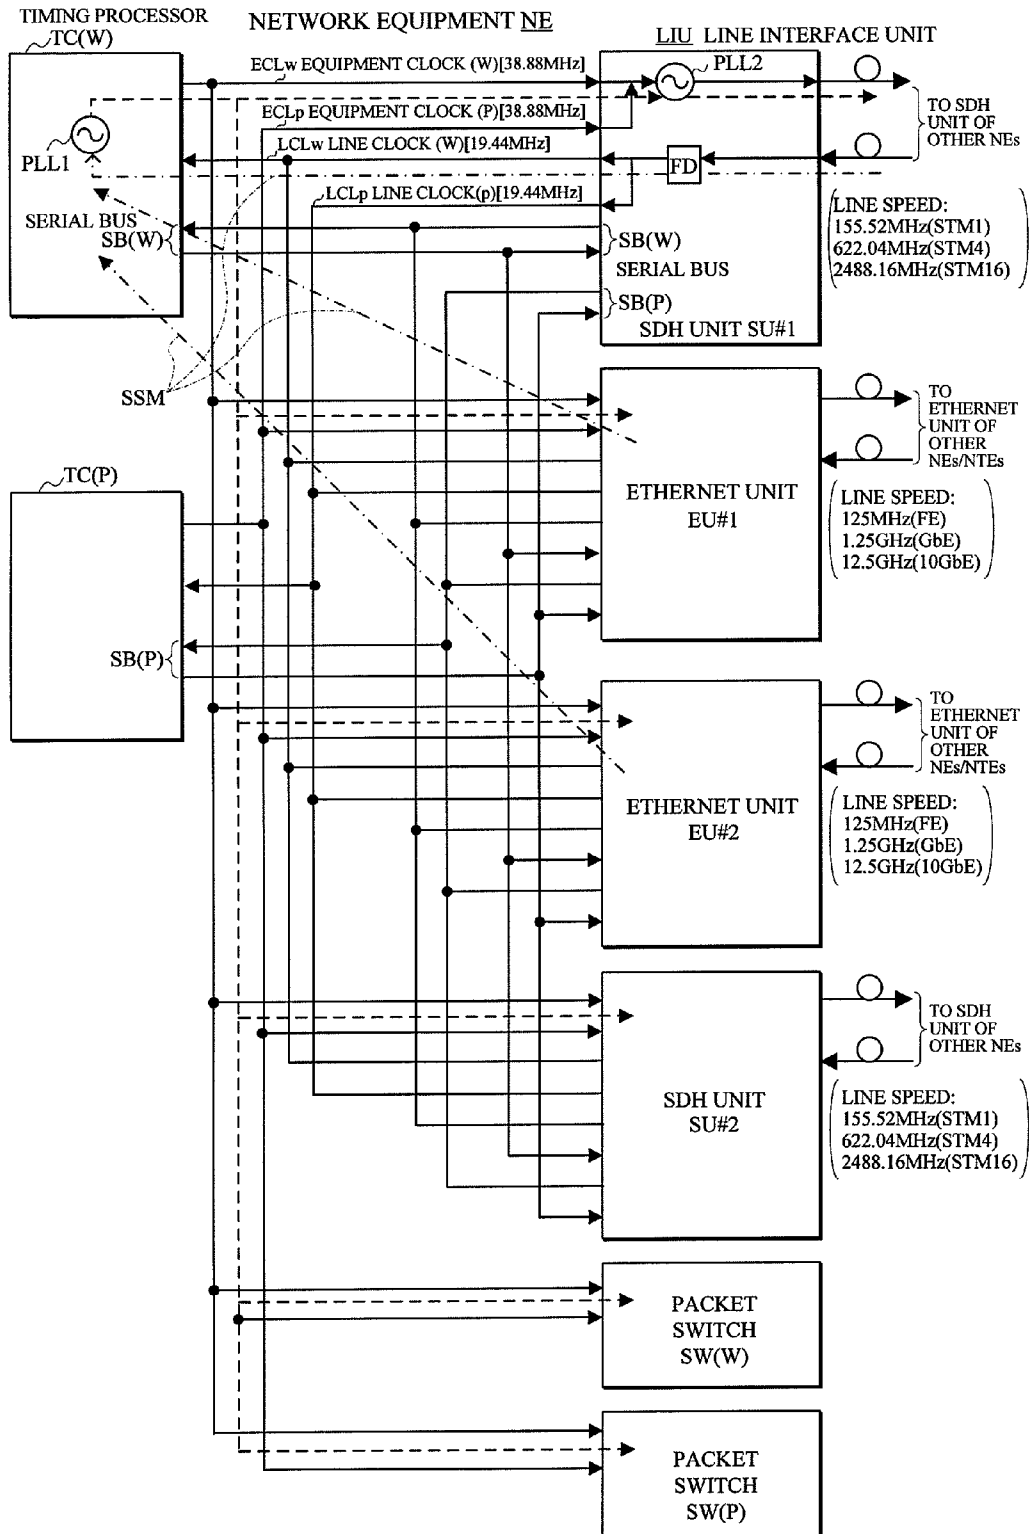 TIMING PROCESSOR
TC(W)
NETWORK EQUIPMENT NE
LIU LINE INTERFACE UNIT
ECLw EQUIPMENT CLOCK (W)[38.88MHz]
PLL2
ECLp EQUIPMENT CLOCK (P)[38.88MHz]
TO SDH
UNIT OF
OTHER NEs
PLL1
LCLw LINE CLOCK (W)[19.44MHz]
FD
LCLp LINE CLOCK(p)[19.44MHz]
SERIAL BUS
SB(W)
SB(W)
SERIAL BUS
SB(P)
SDH UNIT SU#1
LINE SPEED:
155.52MHz(STM1)
622.04MHz(STM4)
2488.16MHz(STM16)
SSM
TO
ETHERNET
UNIT OF
OTHER
NEs/NTEs
TC(P)
ETHERNET UNIT
EU#1
LINE SPEED:
125MHz(FE)
1.25GHz(GbE)
12.5GHz(10GbE)
SB(P)
TO
ETHERNET
UNIT OF
OTHER
NEs/NTEs
ETHERNET UNIT
EU#2
LINE SPEED:
125MHz(FE)
1.25GHz(GbE)
12.5GHz(10GbE)
TO SDH
UNIT OF
OTHER NEs
SDH UNIT
SU#2
LINE SPEED:
155.52MHz(STM1)
622.04MHz(STM4)
2488.16MHz(STM16)
PACKET
SWITCH
SW(W)
PACKET
SWITCH
SW(P)